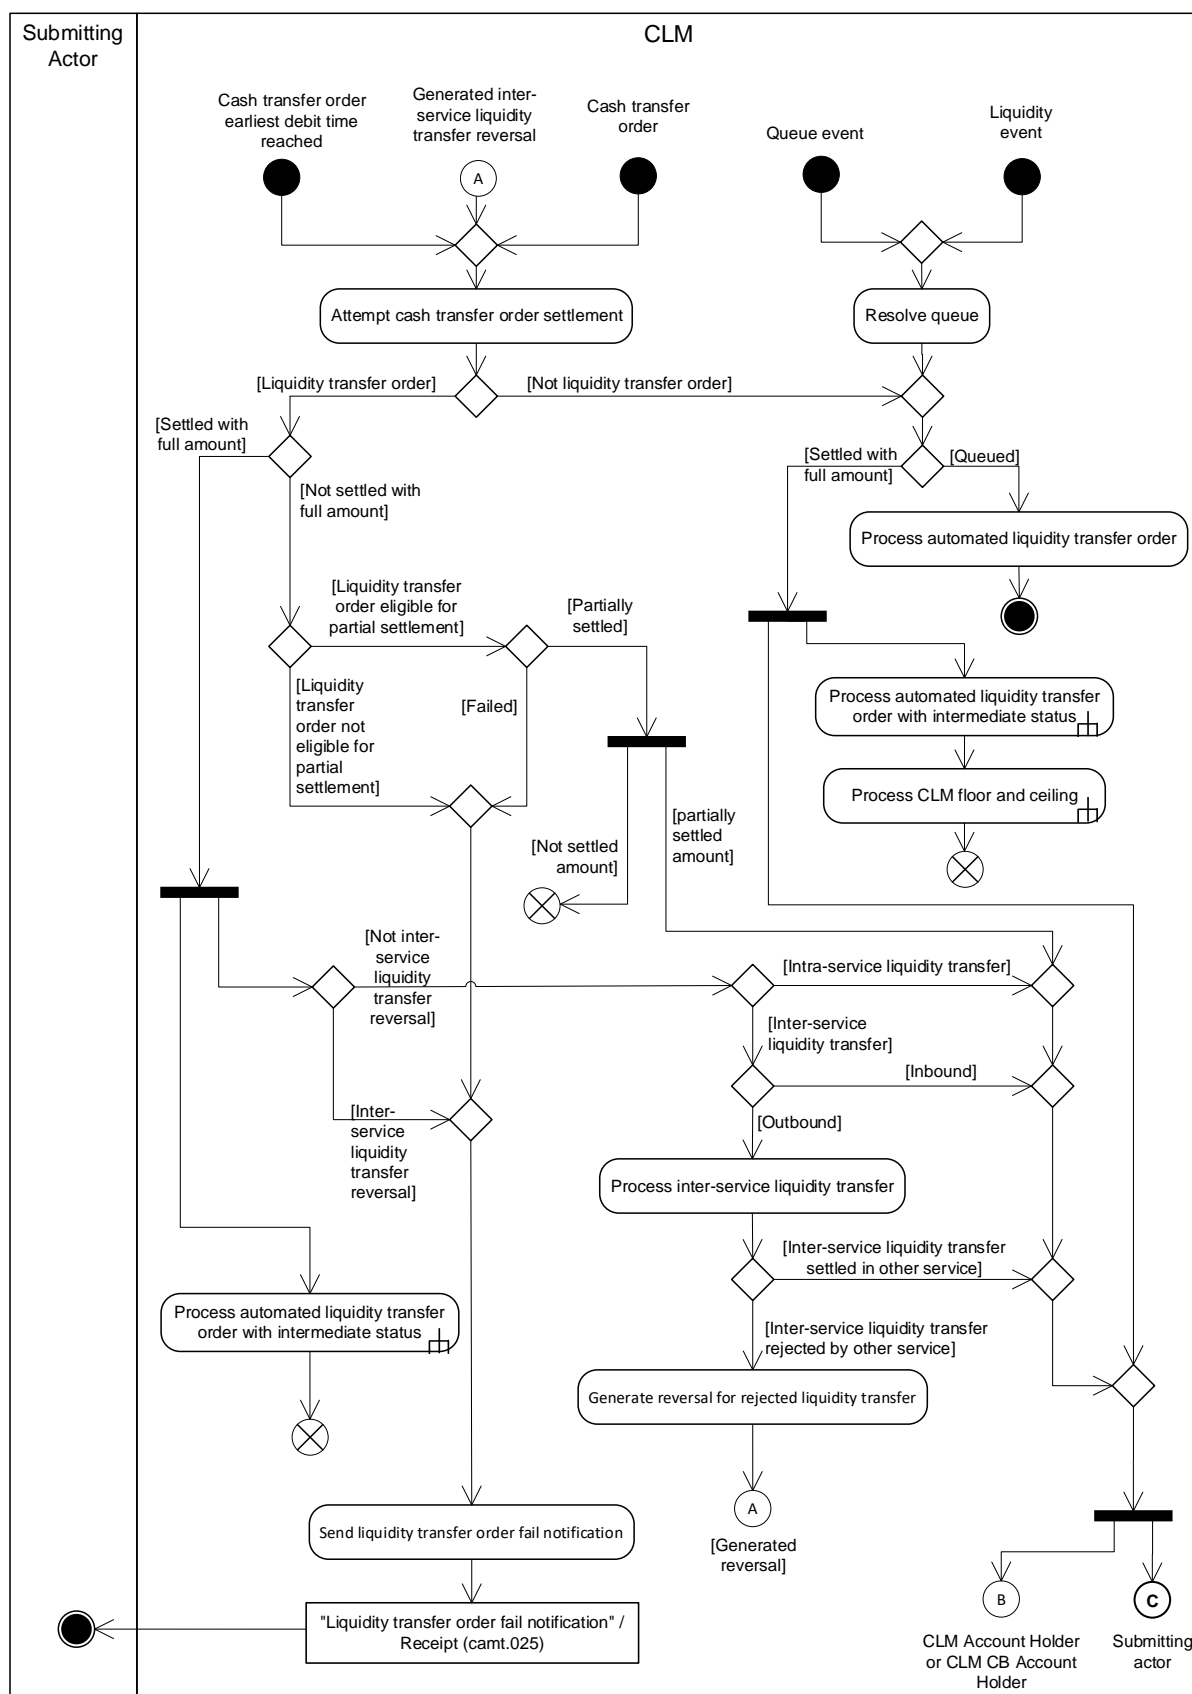 Submitting
Actor
CLM
Cash transfer order
earliest debit time
reached
Generated inter-
service liquidity
transfer reversal
Cash transfer
order
Queue event
Liquidity
event
A
Attempt cash transfer order settlement
Resolve queue
[Liquidity transfer order]
[Not liquidity transfer order]
[Settled with
full amount]
[Not settled with
full amount]
[Settled with
full amount]
[Queued]
Process automated liquidity transfer order
[Liquidity transfer
order eligible for
partial settlement]
[Partially
settled]
[Liquidity
transfer
order not
eligible for
partial
settlement]
[Failed]
Process automated liquidity transfer
order with intermediate status
Process CLM floor and ceiling
[Not settled
amount]
[partially
settled
amount]
[Not inter-
service
liquidity
transfer
reversal]
[Intra-service liquidity transfer]
[Inter-service
liquidity transfer]
[Inbound]
[Outbound]
[Inter-
service
liquidity
transfer
reversal]
Process inter-service liquidity transfer
[Inter-service liquidity transfer
settled in other service]
Process automated liquidity transfer
order with intermediate status
[Inter-service liquidity transfer
rejected by other service]
Generate reversal for rejected liquidity transfer
A
[Generated
reversal]
Send liquidity transfer order fail notification
"Liquidity transfer order fail notification" /
Receipt (camt.025)
B
C
CLM Account Holder
or CLM CB Account
Holder
Submitting
actor